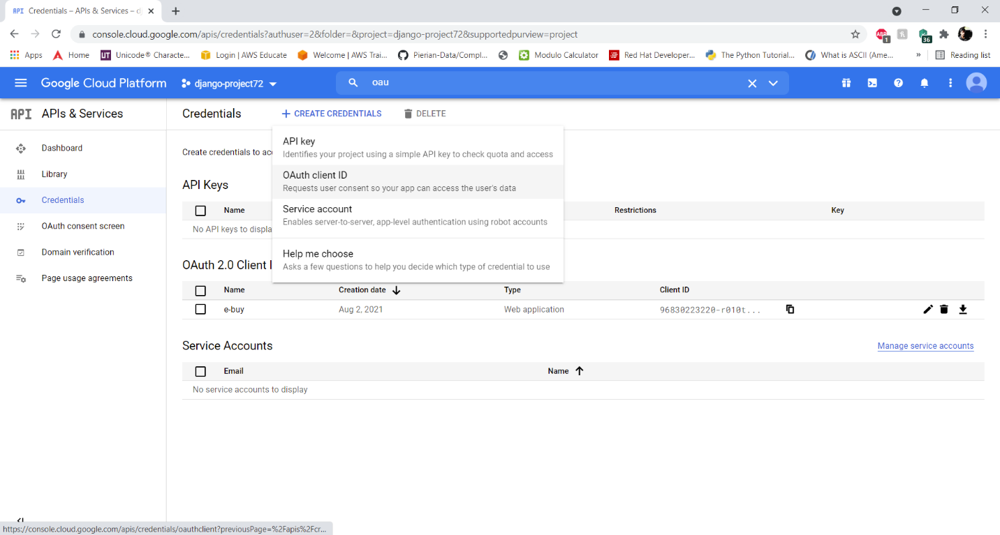 API Credentials – APIs & Services – dj
console.cloud.google.com/apis/credentials?authuser=2&folder=&project=django-project72&supportedpurview=project
ABP 1 36
Apps Home UT Unicode® Characte... Login | AWS Educate Welcome | AWS Trai... Pierian-Data/Compl... Modulo Calculator Red Hat Developer... The Python Tutorial... What is ASCII (Ame... » Reading list
Google Cloud Platform django-project72 oau
API APIs & Services Credentials + CREATE CREDENTIALS DELETE
Dashboard
Library
Credentials
OAuth consent screen
Domain verification
Page usage agreements
API key
Identifies your project using a simple API key to check quota and access
OAuth client ID
Requests user consent so your app can access the user's data
Service account
Enables server-to-server, app-level authentication using robot accounts
Help me choose
Asks a few questions to help you decide which type of credential to use
Create credentials to
API Keys
Name Restrictions Key
No API keys to displa
OAuth 2.0 Client
Name Creation date Type Client ID
e-buy Aug 2, 2021 Web application 96830223220-r010t...
Service Accounts Manage service accounts
Email Name
No service accounts to display
https://console.cloud.google.com/apis/credentials/oauthclient?previousPage=%2Fapis%2Fcr...